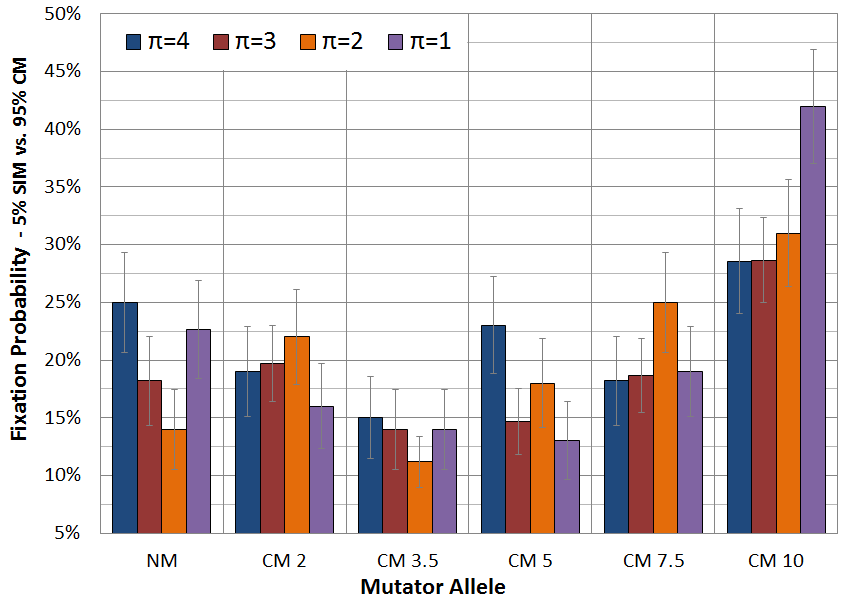 50%
π=4 π=3 π=2 π=1
45%
40%
35%
30%
25%
20%
15%
10%
5%
Fixation Probability - 5% SIM vs. 95% CM
NM CM 2 CM 3.5 CM 5 CM 7.5 CM 10
Mutator Allele